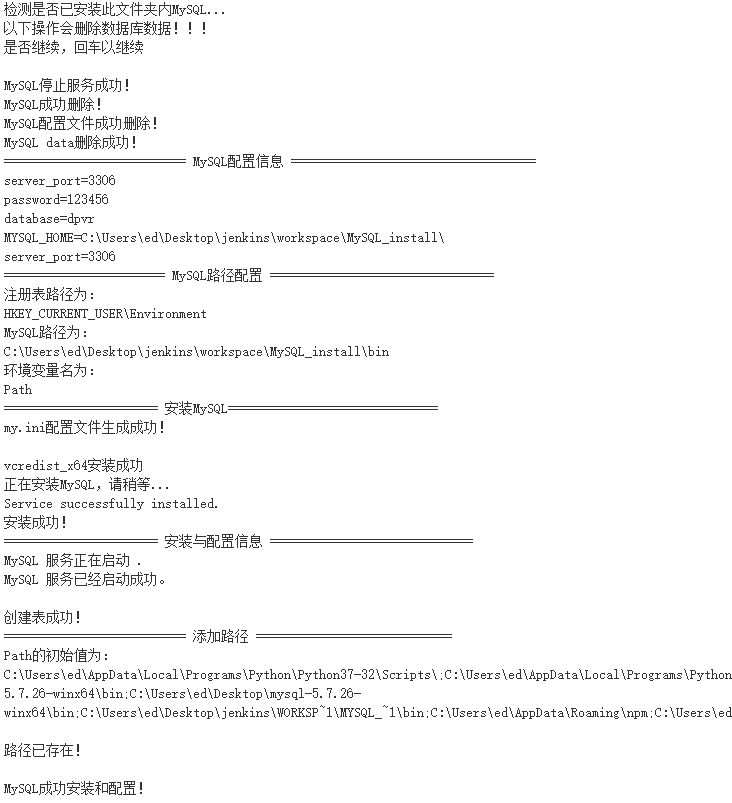 检测是否已安装此文件夹内MySQL...
以下操作会删除数据库数据！！！
是否继续，回车以继续
MySQL停止服务成功！
MySQL成功删除！
MySQL配置文件成功删除！
MySQL data删除成功！
========================== MySQL配置信息 ===================================
server_port=3306
password=123456
database=dpvr
MYSQL_HOME=C:\Users\ed\Desktop\jenkins\workspace\MySQL_install\
server_port=3306
======================= MySQL路径配置 ================================
注册表路径为：
HKEY_CURRENT_USER\Environment
MySQL路径为：
C:\Users\ed\Desktop\jenkins\workspace\MySQL_install\bin
环境变量名为：
Path
====================== 安装MySQL==============================
my.ini配置文件生成成功！
vcredist_x64安装成功
正在安装MySQL，请稍等...
Service successfully installed.
安装成功！
====================== 安装与配置信息 =============================
MySQL 服务正在启动 .
MySQL 服务已经启动成功。
创建表成功！
========================== 添加路径 ============================
Path的初始值为：
C:\Users\ed\AppData\Local\Programs\Python\Python37-32\Scripts\;C:\Users\ed\AppData\Local\Programs\Python
5.7.26-winx64\bin;C:\Users\ed\Desktop\mysql-5.7.26-
winx64\bin;C:\Users\ed\Desktop\jenkins\WORKSP~1\MYSQL_~1\bin;C:\Users\ed\AppData\Roaming\npm;C:\Users\ed
路径已存在！
MySQL成功安装和配置！